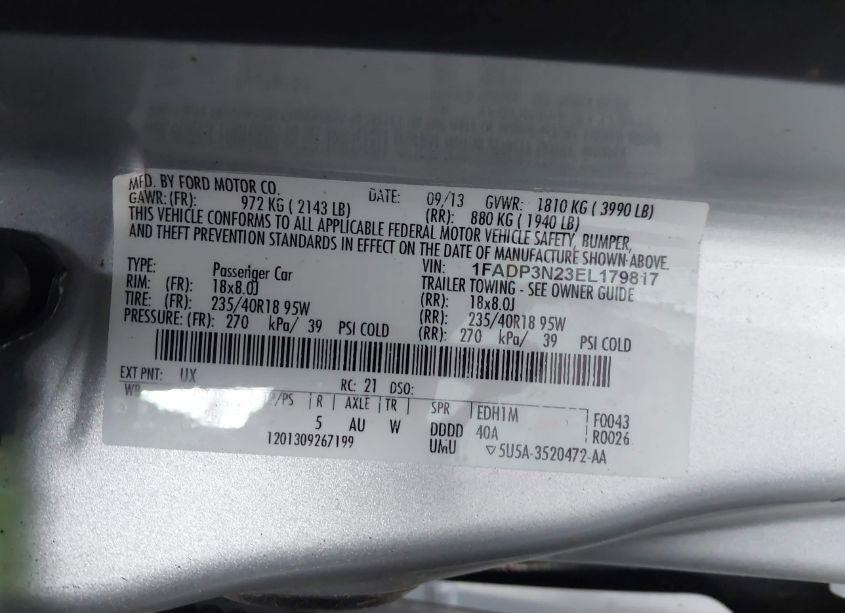 MFD. BY FORD MOTOR CO. DATE: 09/13 GVWR: 1810 KG ( 3990 LB)
GAWR: (FR): 972 KG ( 2143 LB) (RR): 880 KG ( 1940 LB)
THIS VEHICLE CONFORMS TO ALL APPLICABLE FEDERAL MOTOR VEHICLE SAFETY, BUMPER,
AND THEFT PREVENTION STANDARDS IN EFFECT ON THE DATE OF MANUFACTURE SHOWN ABOVE.
VIN: 1FADP3N23EL179817
TYPE: Passenger Car TRAILER TOWING - SEE OWNER GUIDE
RIM: (FR): 18x8.0J (RR): 18x8.0J
TIRE: (FR): 235/40R18 95W (RR): 235/40R18 95W
PRESSURE: (FR): 270 kPa/ 39 PSI COLD (RR): 270 kPa/ 39 PSI COLD
EXT PNT: UX RC: 21 DSO:
WB /PS R AXLE TR SPR EDH1M F0043
5 AU W DDDD 40A R0026
1201309267199 UMU 5U5A-3520472-AA